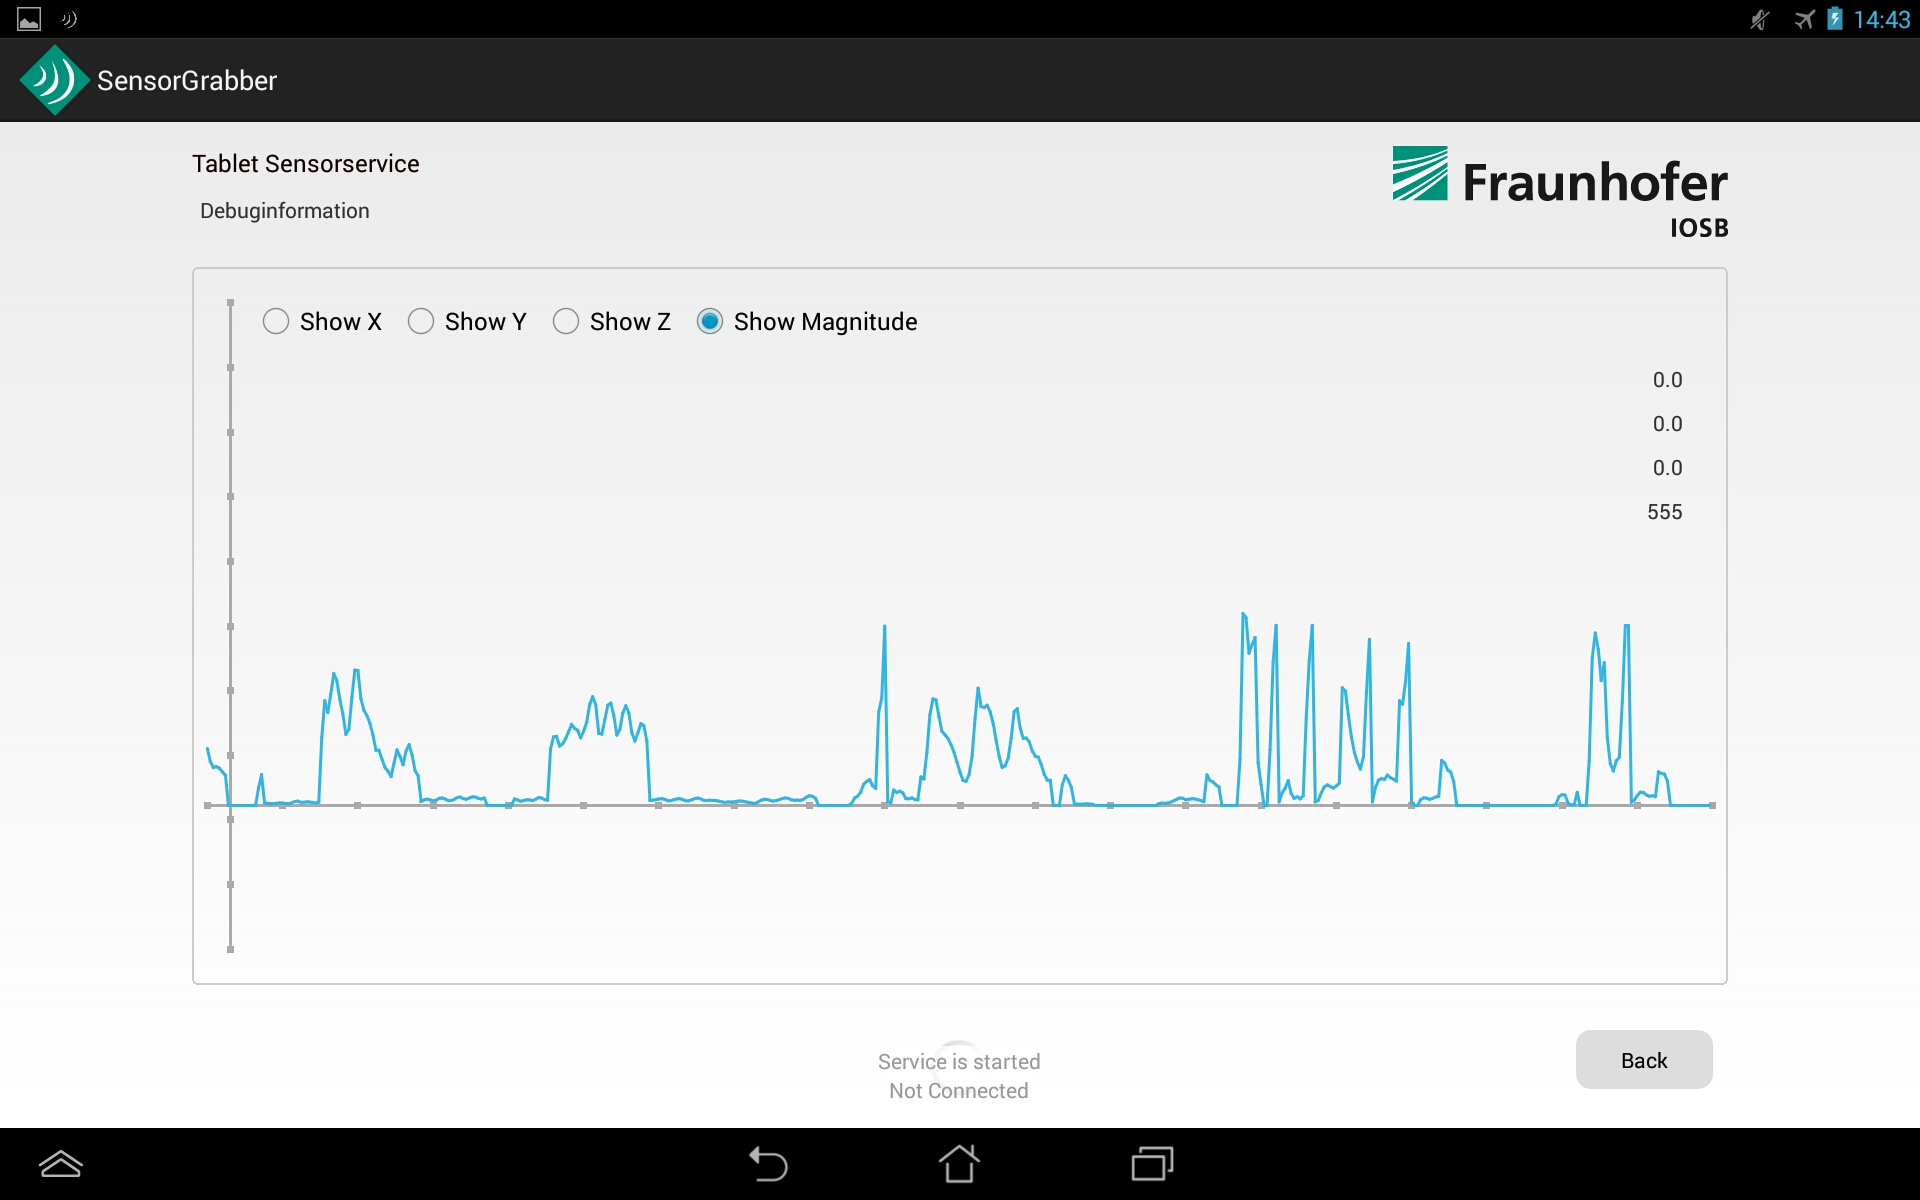 14:43
SensorGrabber
Tablet Sensorservice
Debuginformation
Fraunhofer
IOSB
Show X Show Y Show Z Show Magnitude
0.0
0.0
0.0
555
Service is started
Not Connected
Back